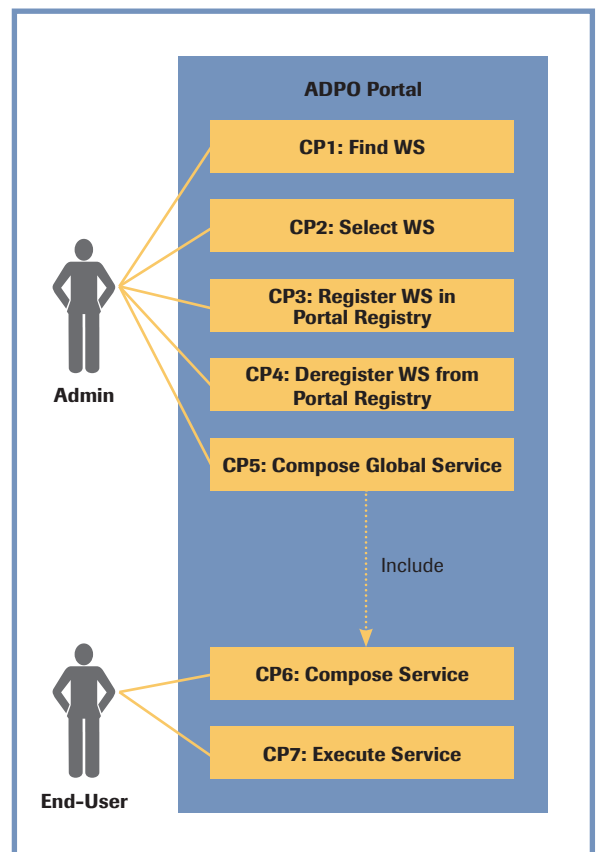 ADPO Portal
CP1: Find WS
CP2: Select WS
CP3: Register WS in
Portal Registry
CP4: Deregister WS from
Portal Registry
Admin
CP5: Compose Global Service
Include
CP6: Compose Service
CP7: Execute Service
End-User